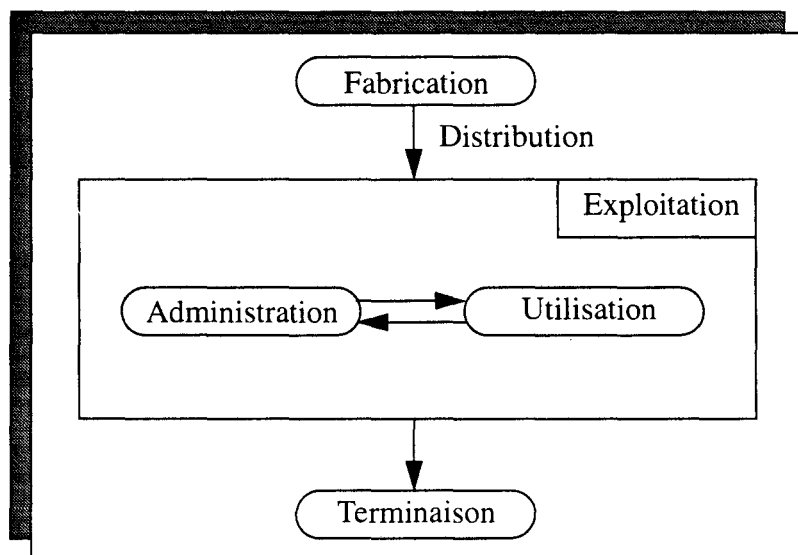 Fabrication
Distribution
Exploitation
Administration
Utilisation
Terminaison